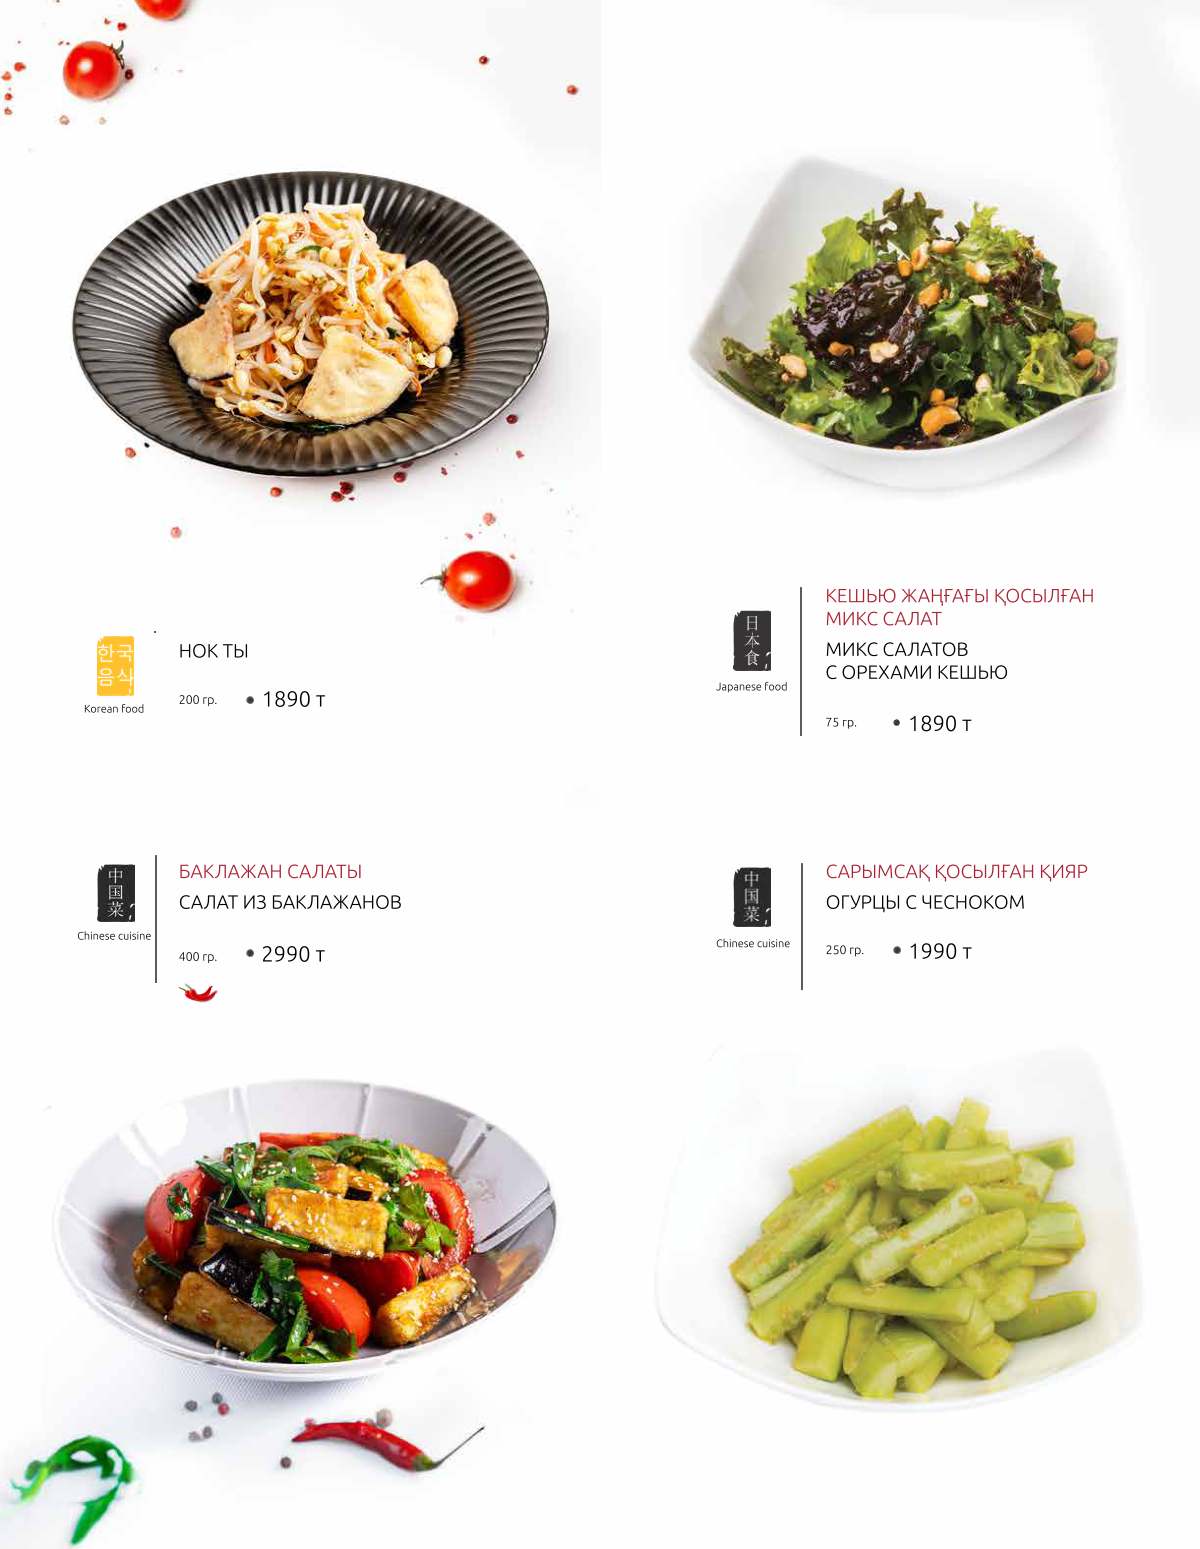 한국
음식
Korean food
НОК ТЫ
200 гр.
• 1890 т
日
本
食
Japanese food
КЕШЬЮ ЖАҢҒАҒЫ ҚОСЫЛҒАН
МИКС САЛАТ
МИКС САЛАТОВ
С ОРЕХАМИ КЕШЬЮ
75 гр.
• 1890 т
中
国
菜
Chinese cuisine
БАКЛАЖАН САЛАТЫ
САЛАТ ИЗ БАКЛАЖАНОВ
400 гр.
• 2990 т
中
国
菜
Chinese cuisine
САРЫМСАҚ ҚОСЫЛҒАН ҚИЯР
ОГУРЦЫ С ЧЕСНОКОМ
250 гр.
• 1990 т